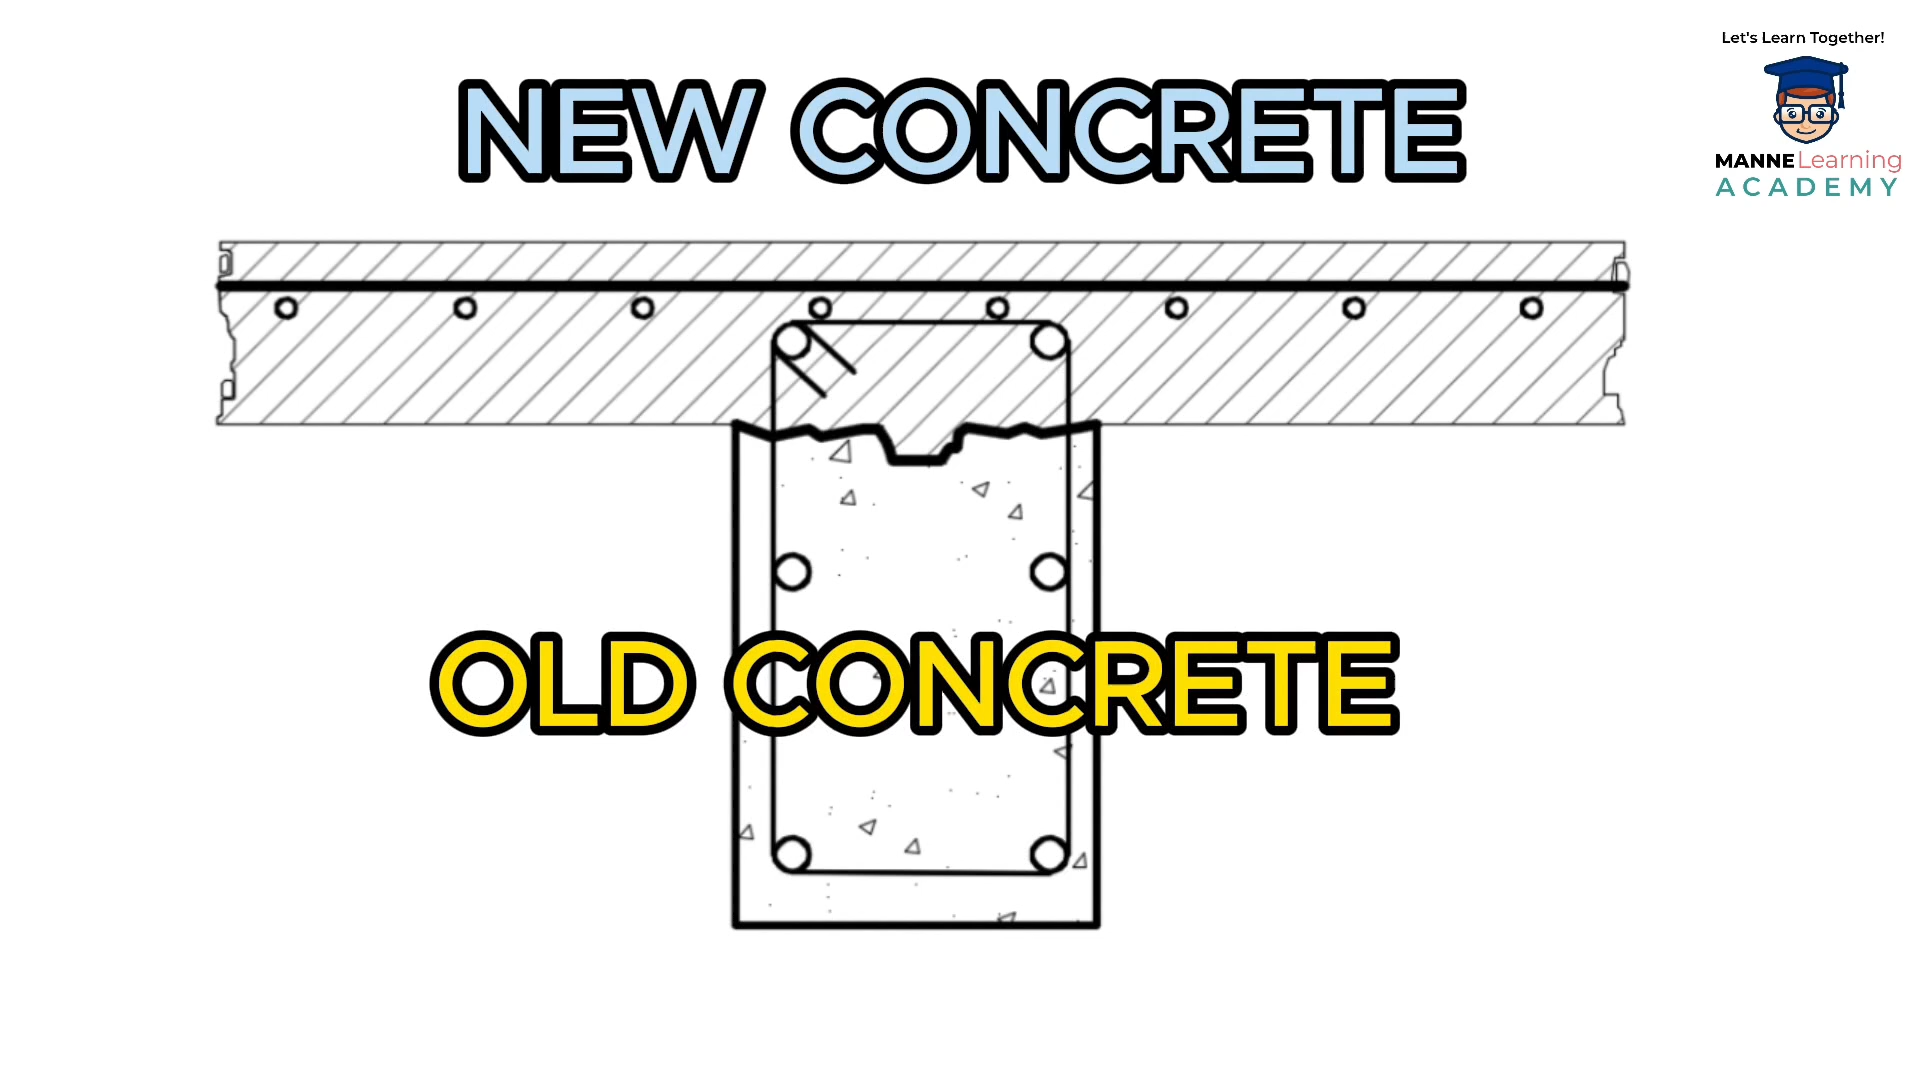 Let's Learn Together!
NEW CONCRETE
MANNE Learning
ACADEMY
OLD CONCRETE